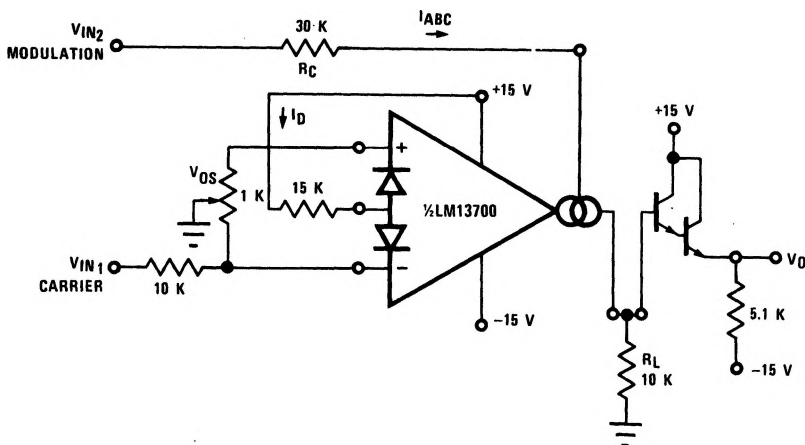 VIN2
MODULATION
30 K
RC
IABC
+15 V
ID
VOS
1 K
15 K
+
½LM13700
−
VIN1
CARRIER
10 K
−15 V
+15 V
VO
5.1 K
−15 V
RL
10 K